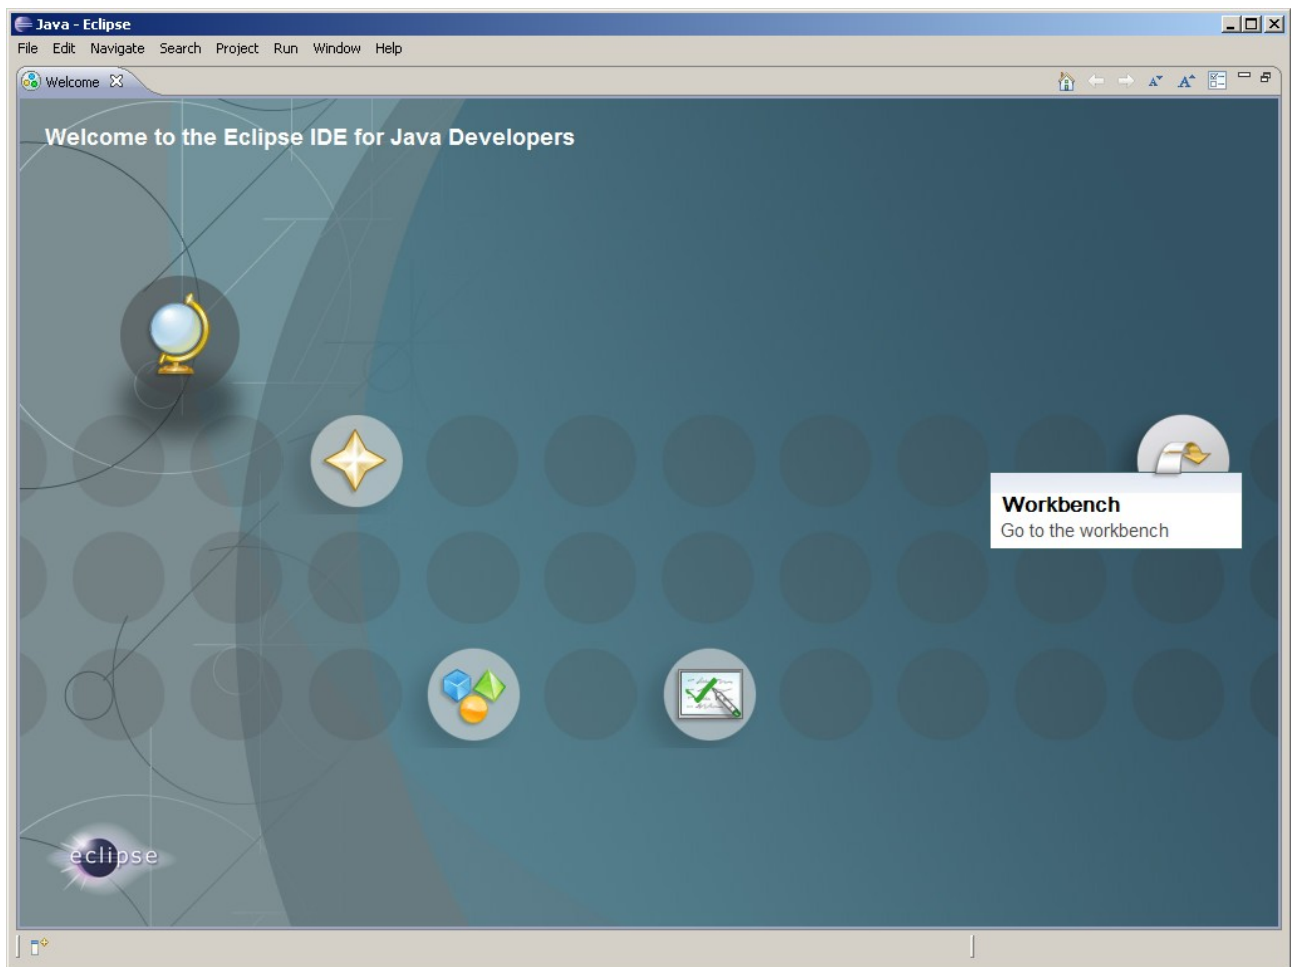 Java - Eclipse
File Edit Navigate Search Project Run Window Help
Welcome
Welcome to the Eclipse IDE for Java Developers
Workbench
Go to the workbench
eclipse